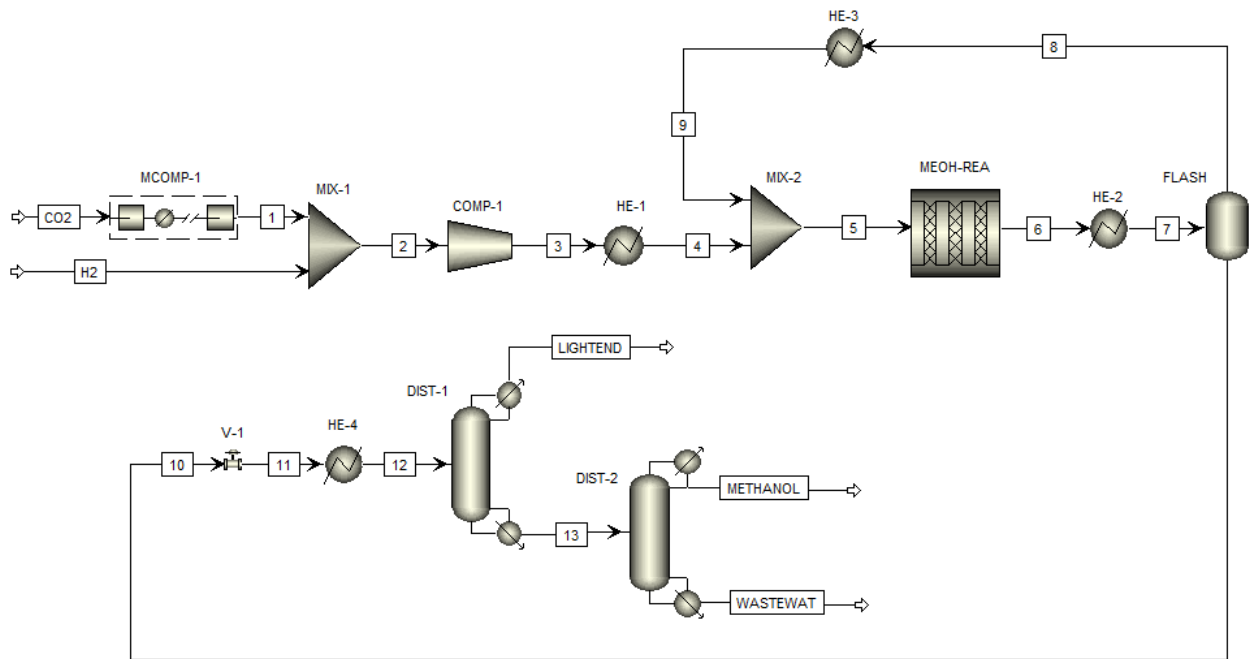 HE-3
8
9
MCOMP-1
MIX-1
MIX-2
MEOH-REA
FLASH
COMP-1
HE-1
HE-2
CO2
1
2
3
4
5
6
7
H2
LIGHTEND
DIST-1
V-1
HE-4
10
11
12
DIST-2
METHANOL
13
WASTEWAT